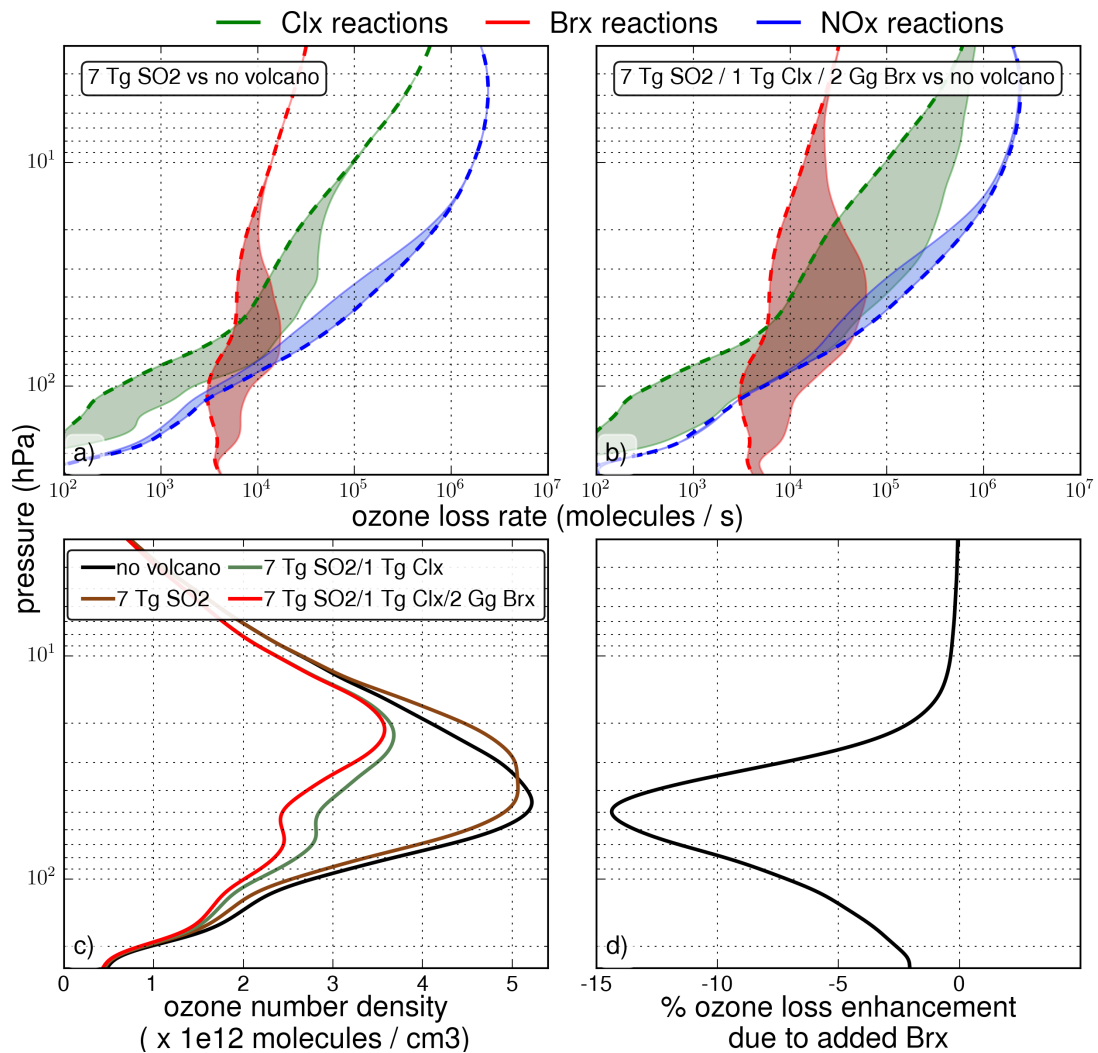 Clx reactions Brx reactions NOx reactions
7 Tg SO2 vs no volcano
7 Tg SO2 / 1 Tg Clx / 2 Gg Brx vs no volcano
10¹
10¹
10²
10²
a)
b)
10² 10³ 10⁴ 10⁵ 10⁶ 10⁷
10² 10³ 10⁴ 10⁵ 10⁶ 10⁷
ozone loss rate (molecules / s)
pressure (hPa)
no volcano 7 Tg SO2/1 Tg Clx
7 Tg SO2 7 Tg SO2/1 Tg Clx/2 Gg Brx
10¹
10²
c)
d)
0 1 2 3 4 5
-15 -10 -5 0
ozone number density
( x 1e12 molecules / cm3)
% ozone loss enhancement
due to added Brx